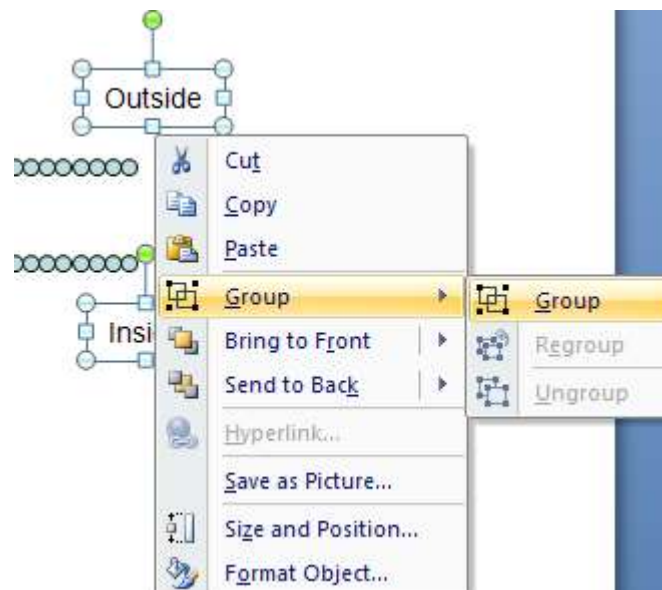 Outside
Cut
Copy
Paste
Group
Group
Insi
Bring to Front
Regroup
Send to Back
Ungroup
Hyperlink...
Save as Picture...
Size and Position...
Format Object...